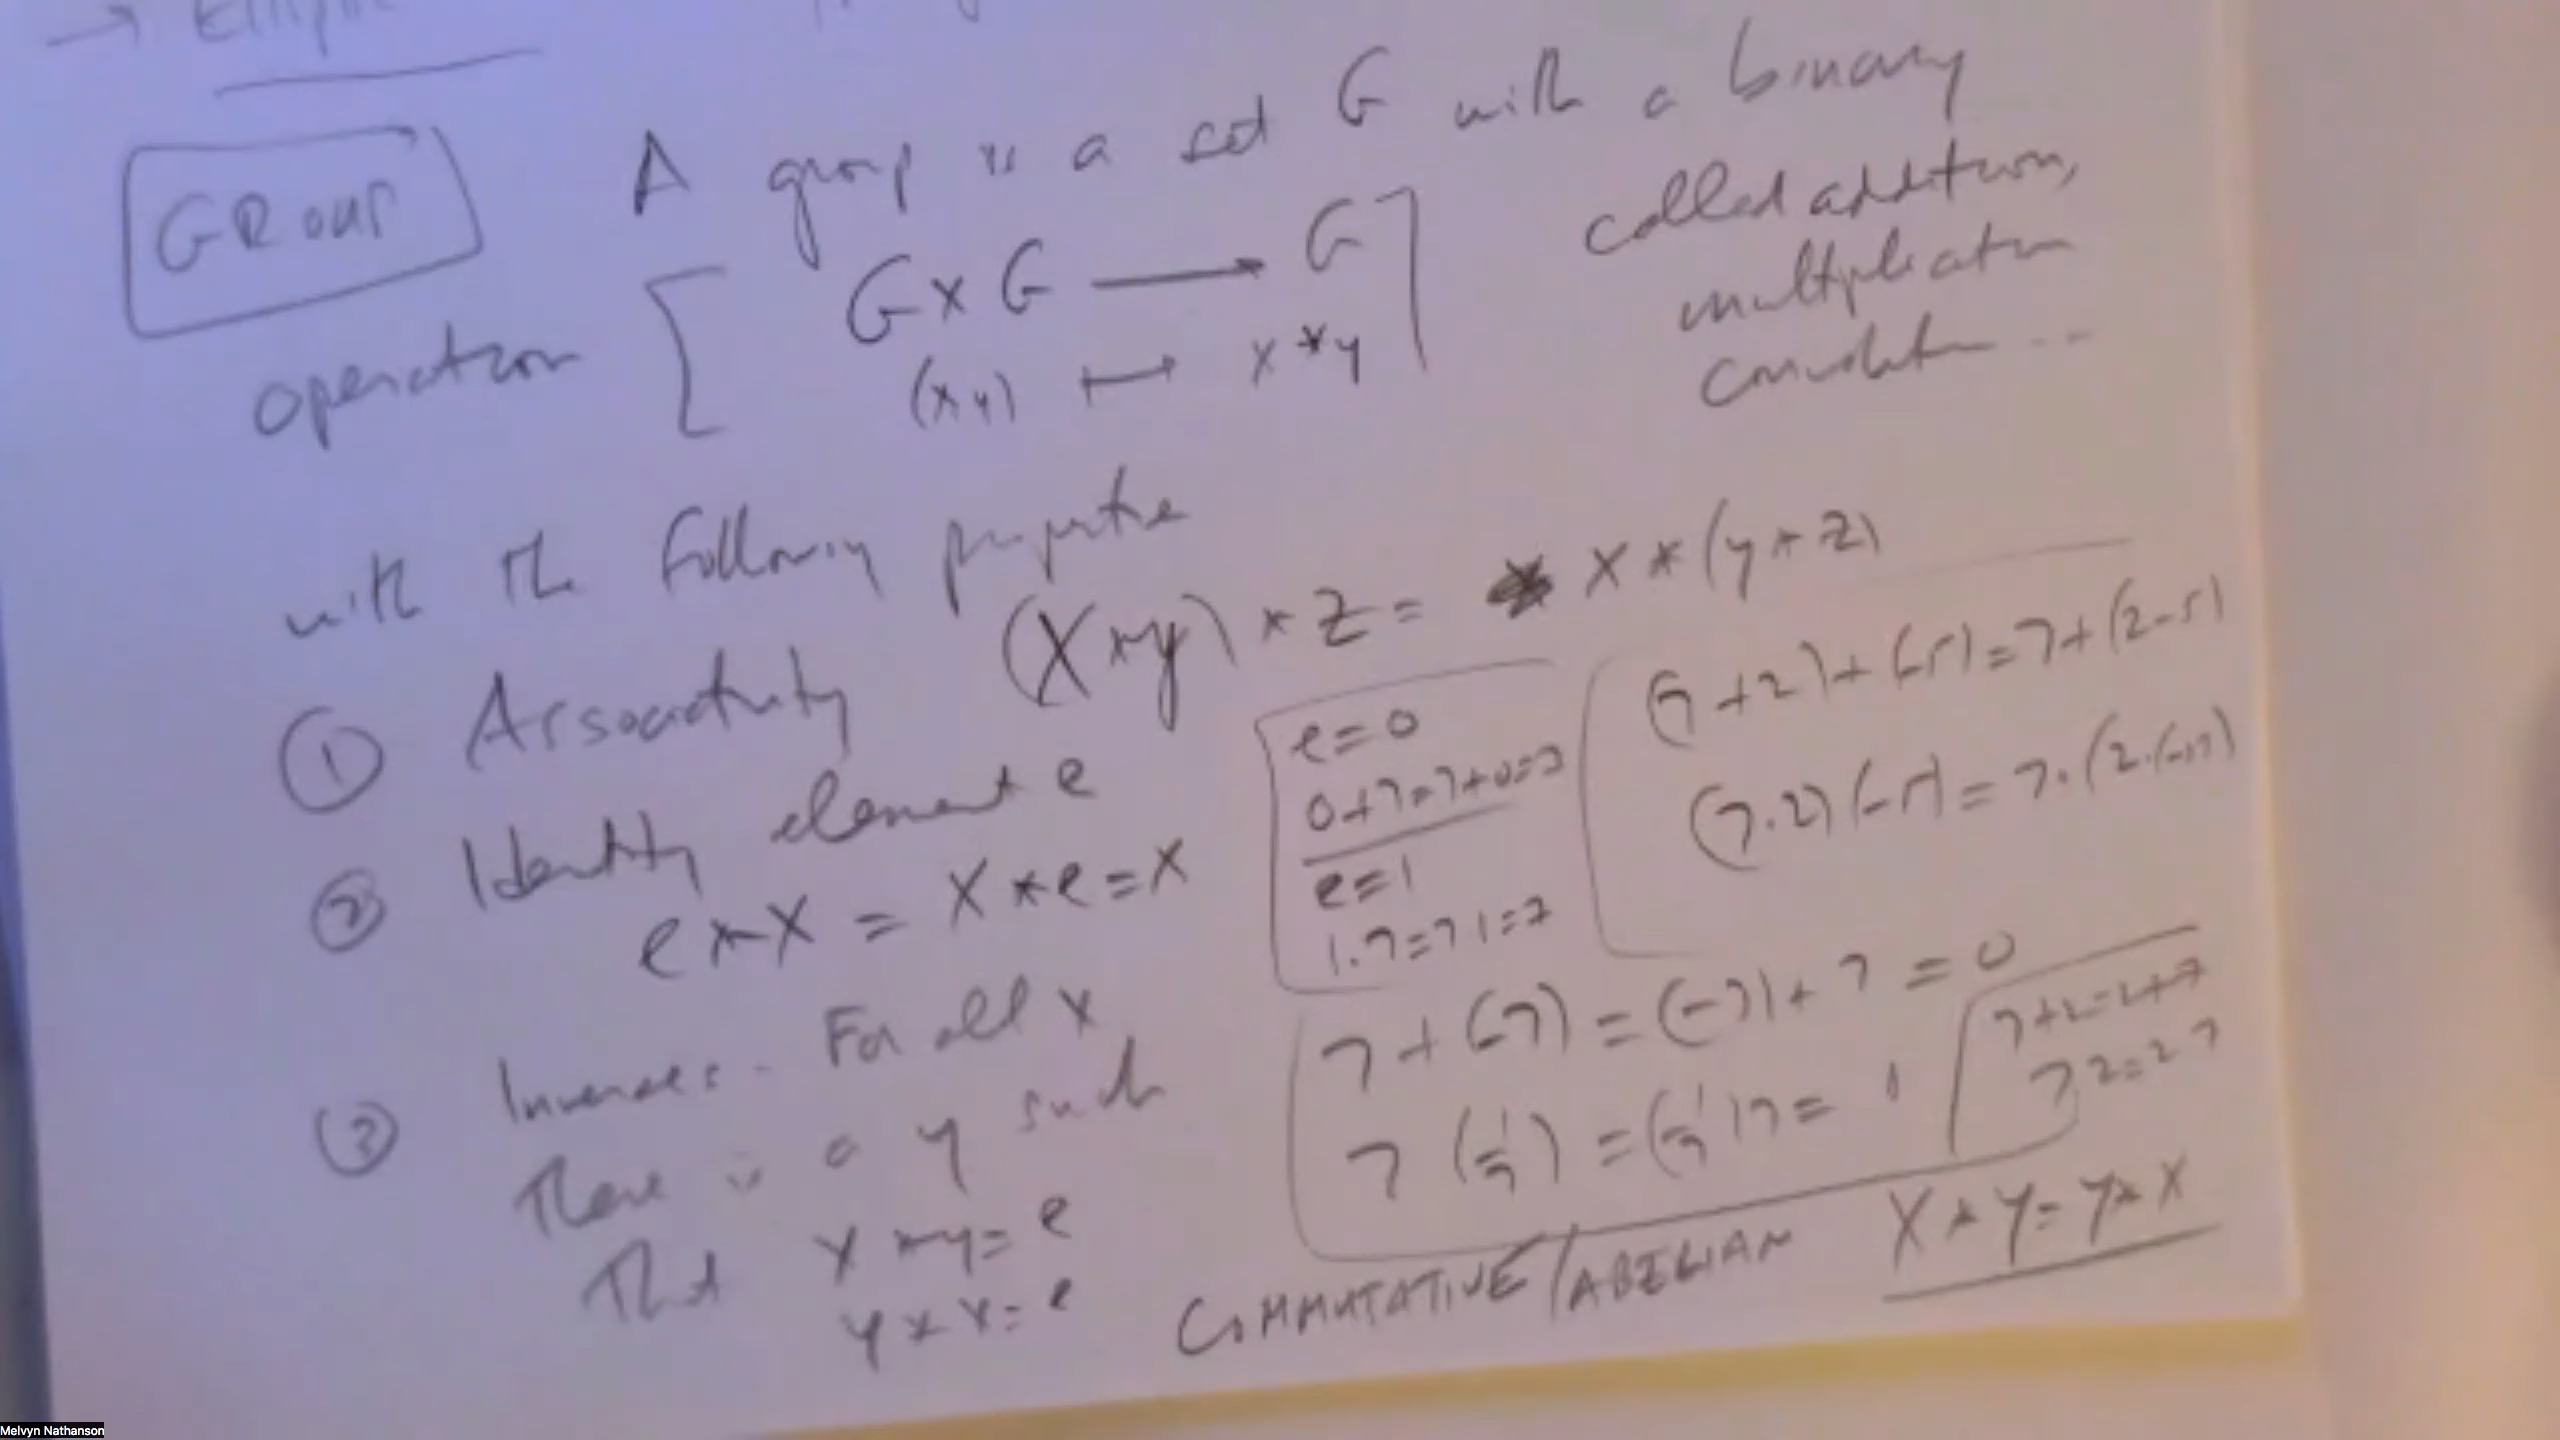 → Ellip
GROUP
A group is a set G with a binary
operation [ G × G → G ] called addition,
(x y) ↦ x * y multiplication
convolution ...
with the following propertie
① Associativity (x * y) * z = x * (y * z)
(7+2)+(-5)=7+(2-5)
(7·2)(-5)=7·(2·(-5))
② Identity element e
e * x = x * e = x
e=0
0+7=7+0=7
e=1
1·7=7 1=7
③ Inverses. For all x
There is a y such
That x * y = e
y * x = e
7+(-7)=(-7)+7=0
7(1/7)=(1/7)7=1
7+2=2+7
7 2=2 7
COMMUTATIVE/ABELIAN x * y = y * x
Melvyn Nathanson